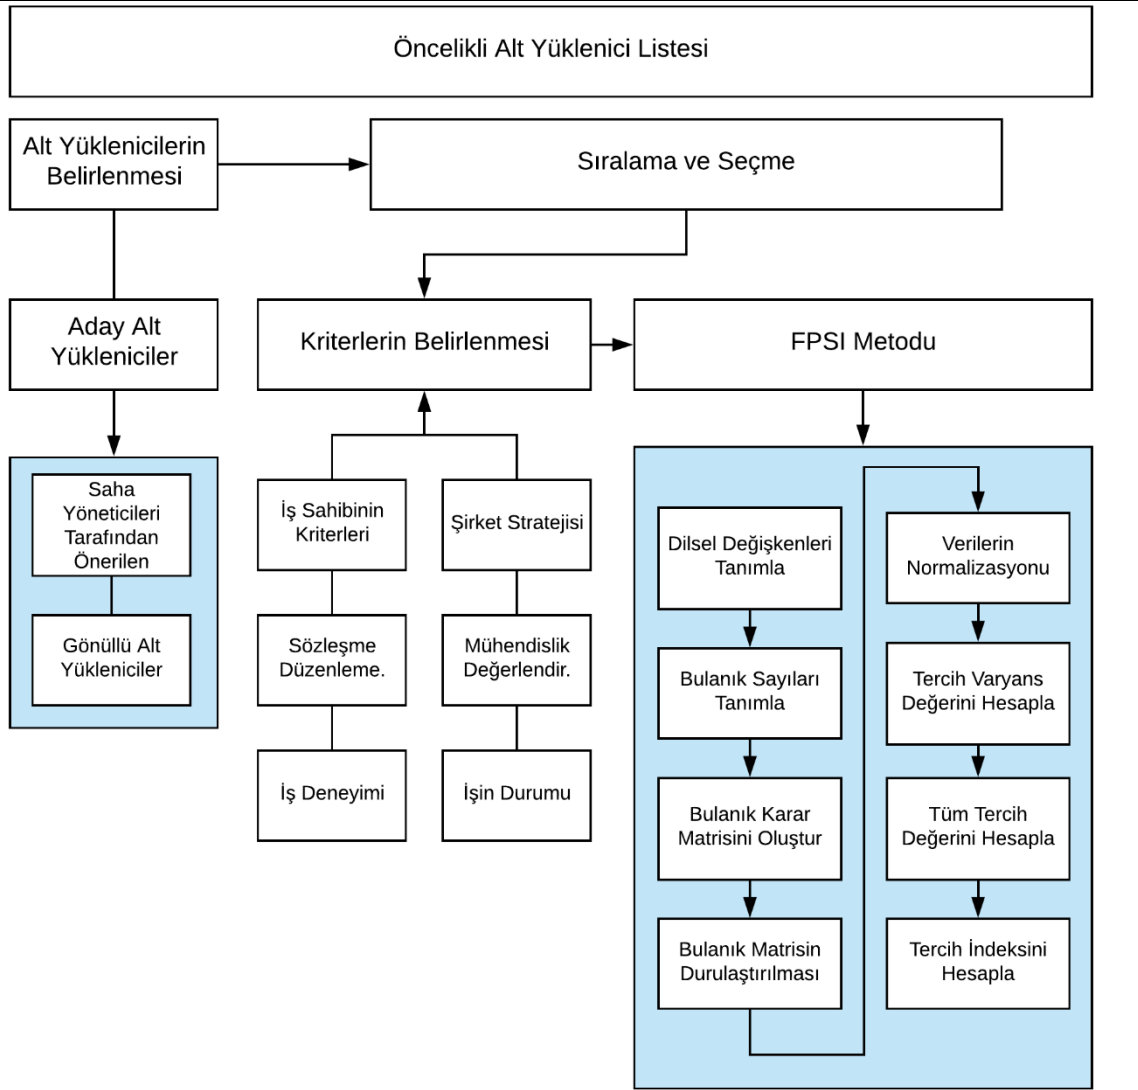 Öncelikli Alt Yüklenici Listesi
Alt Yüklenicilerin
Belirlenmesi
Sıralama ve Seçme
Aday Alt
Yükleniciler
Kriterlerin Belirlenmesi
FPSI Metodu
Saha
Yöneticileri
Tarafından
Önerilen
Gönüllü Alt
Yükleniciler
İş Sahibinin
Kriterleri
Sözleşme
Düzenleme.
İş Deneyimi
Şirket Stratejisi
Mühendislik
Değerlendir.
İşin Durumu
Dilsel Değişkenleri
Tanımla
Bulanık Sayıları
Tanımla
Bulanık Karar
Matrisini Oluştur
Bulanık Matrisin
Durulaştırılması
Verilerin
Normalizasyonu
Tercih Varyans
Değerini Hesapla
Tüm Tercih
Değerini Hesapla
Tercih İndeksini
Hesapla